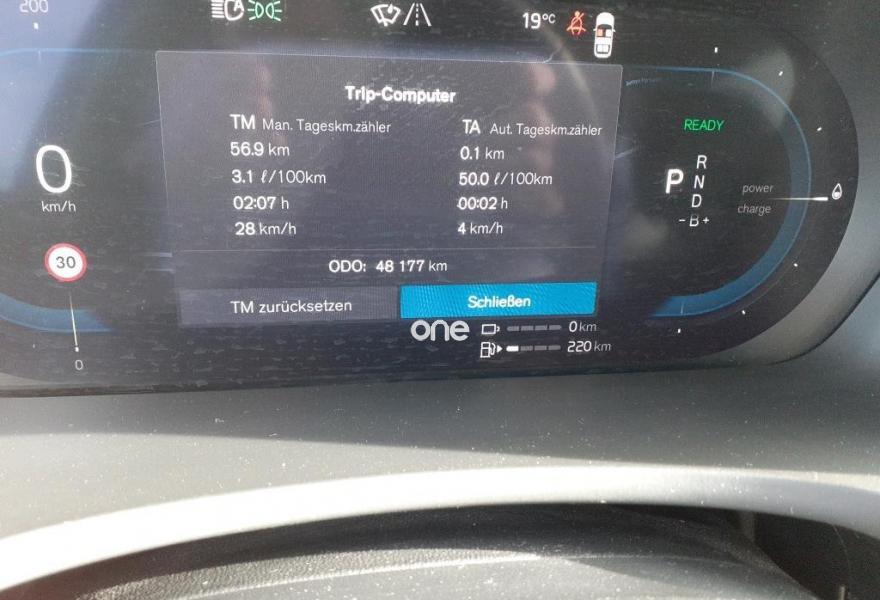 200
19°C
Trip-Computer
TM Man. Tageskm.zähler
56.9 km
3.1 ℓ/100km
02:07 h
28 km/h
TA Aut. Tageskm.zähler
0.1 km
50.0 ℓ/100km
00:02 h
4 km/h
ODO: 48 177 km
TM zurücksetzen
Schließen
0
km/h
30
0
READY
P
R
N
D
- B +
power
charge
one
0 km
220 km